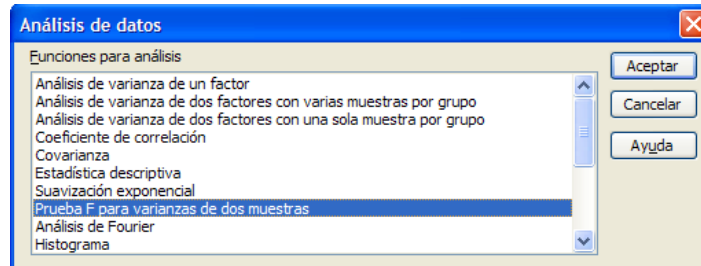 Análisis de datos
Funciones para análisis
Análisis de varianza de un factor
Análisis de varianza de dos factores con varias muestras por grupo
Análisis de varianza de dos factores con una sola muestra por grupo
Coeficiente de correlación
Covarianza
Estadística descriptiva
Suavización exponencial
Prueba F para varianzas de dos muestras
Análisis de Fourier
Histograma
Aceptar
Cancelar
Ayuda